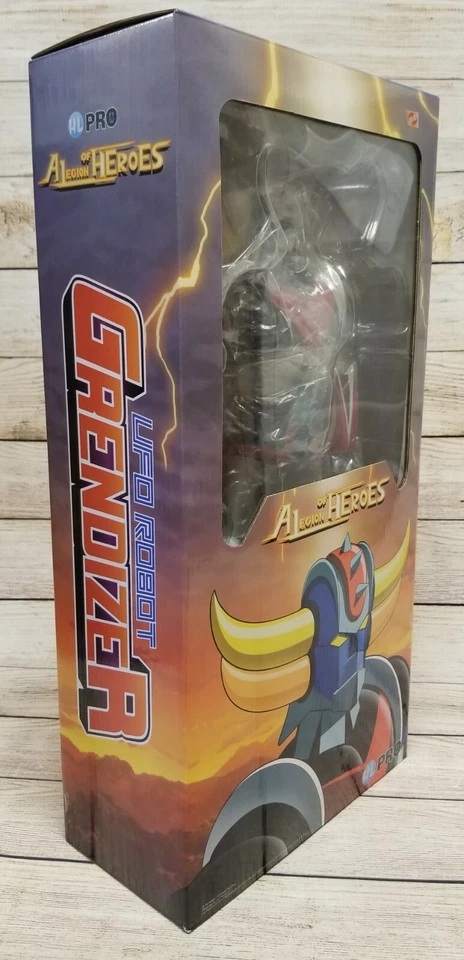 HL PRO
A LEGION OF HEROES
UFO ROBOT
GRENDIZER
A LEGION OF HEROES
HL PRO